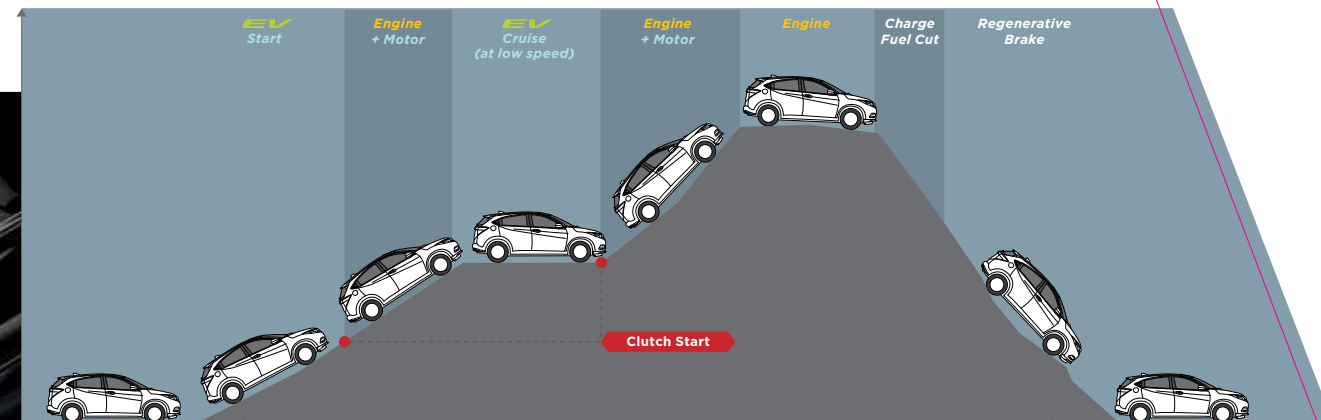 EV
Start
Engine
+ Motor
EV
Cruise
(at low speed)
Engine
+ Motor
Engine
Charge
Fuel Cut
Regenerative
Brake
Clutch Start